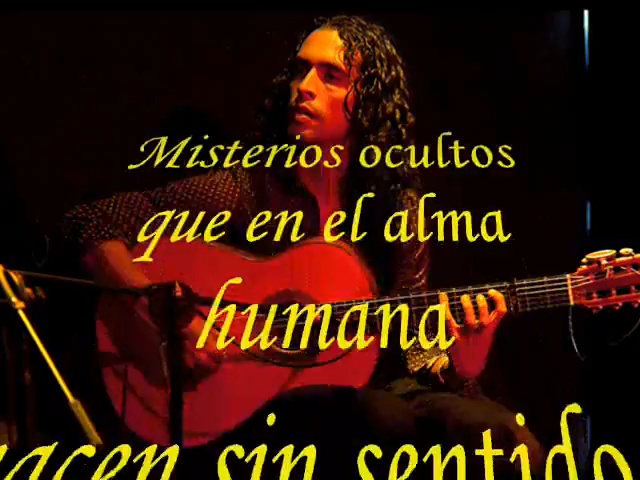 Misterios ocultos
que en el alma
humana
sin sentido